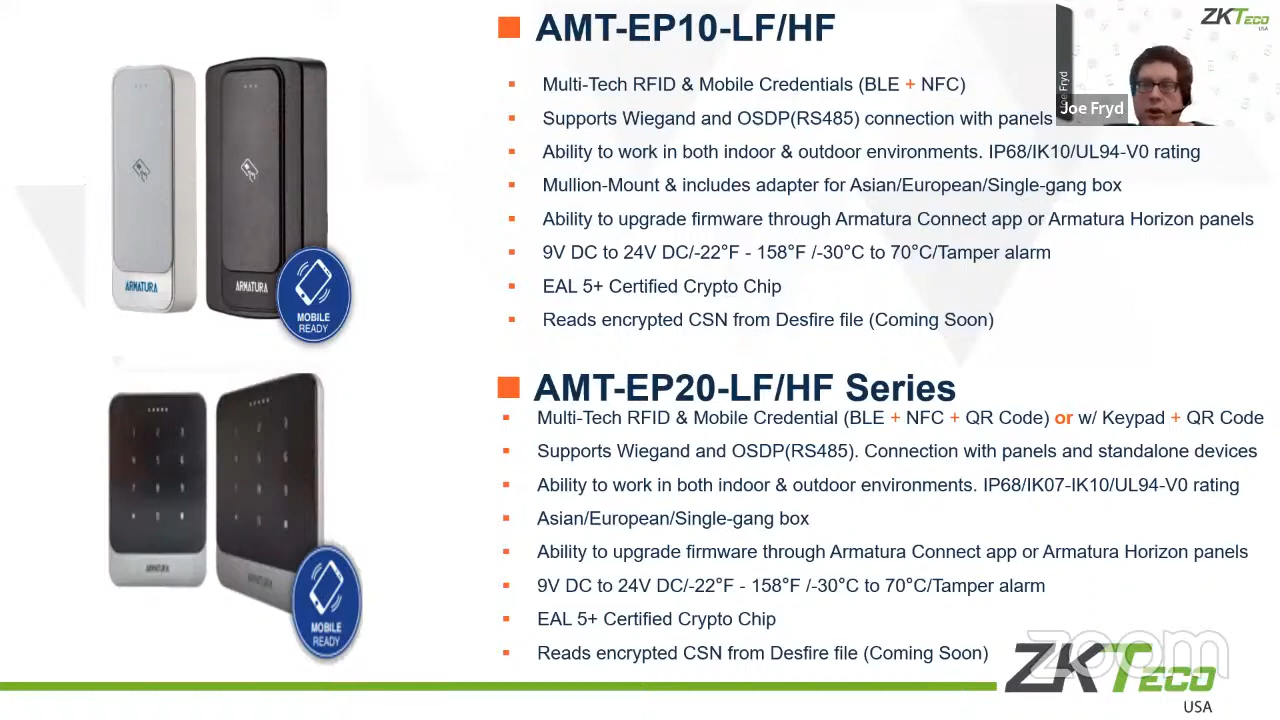 AMT-EP10-LF/HF
Multi-Tech RFID & Mobile Credentials (BLE + NFC)
Supports Wiegand and OSDP(RS485) connection with panels
Ability to work in both indoor & outdoor environments. IP68/IK10/UL94-V0 rating
Mullion-Mount & includes adapter for Asian/European/Single-gang box
Ability to upgrade firmware through Armatura Connect app or Armatura Horizon panels
9V DC to 24V DC/-22°F - 158°F /-30°C to 70°C/Tamper alarm
EAL 5+ Certified Crypto Chip
Reads encrypted CSN from Desfire file (Coming Soon)
ZKTECO
USA
Joe Fryd
Joe Fryd
ARMATURA
ARMATURA
MOBILE
READY
AMT-EP20-LF/HF Series
Multi-Tech RFID & Mobile Credential (BLE + NFC + QR Code) or w/ Keypad + QR Code
Supports Wiegand and OSDP(RS485). Connection with panels and standalone devices
Ability to work in both indoor & outdoor environments. IP68/IK07-IK10/UL94-V0 rating
Asian/European/Single-gang box
Ability to upgrade firmware through Armatura Connect app or Armatura Horizon panels
9V DC to 24V DC/-22°F - 158°F /-30°C to 70°C/Tamper alarm
EAL 5+ Certified Crypto Chip
Reads encrypted CSN from Desfire file (Coming Soon)
ARMATURA
ARMATURA
MOBILE
READY
zoom
ZKTECO
USA